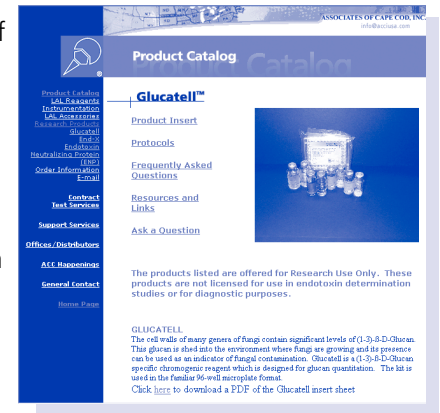 of
ASSOCIATES OF CAPE COD, INC.
info@acciusa.com
Product Catalog
Product Catalog
LAL Reagents
Instrumentation
LAL Accessories
Research Products
Glucatell
End-X
Endotoxin
Neutralizing Protein
(ENP)
Order Information
E-mail
Contract
Test Services
Support Services
Offices/Distributors
ACC Happenings
General Contact
Home Page
Glucatell™
Product Insert
Protocols
Frequently Asked
Questions
Resources and
Links
Ask a Question
The products listed are offered for Research Use Only. These
products are not licensed for use in endotoxin determination
studies or for diagnostic purposes.
GLUCATELL
The cell walls of many genera of fungi contain significant levels of (1-3)-ß-D-Glucan.
This glucan is shed into the environment where fungi are growing and its presence
can be used as an indicator of fungal contamination. Glucatell is a (1-3)-ß-D-Glucan
specific chromogenic reagent which is designed for glucan quantitation. The kit is
used in the familiar 96-well microplate format.
Click here to download a PDF of the Glucatell insert sheet